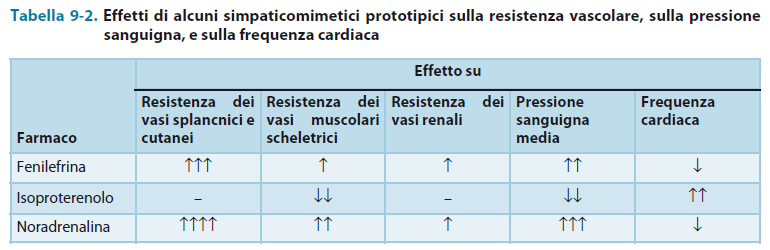 Tabella 9-2. Effetti di alcuni simpaticomimetici prototipici sulla resistenza vascolare, sulla pressione
sanguigna, e sulla frequenza cardiaca
Effetto su
Farmaco
Resistenza dei
vasi splancnici e
cutanei
Resistenza dei
vasi muscolari
scheletrici
Resistenza dei
vasi renali
Pressione
sanguigna
media
Frequenza
cardiaca
Fenilefrina ↑↑↑ ↑ ↑ ↑↑ ↓
Isoproterenolo – ↓↓ – ↓↓ ↑↑
Noradrenalina ↑↑↑↑ ↑↑ ↑ ↑↑↑ ↓